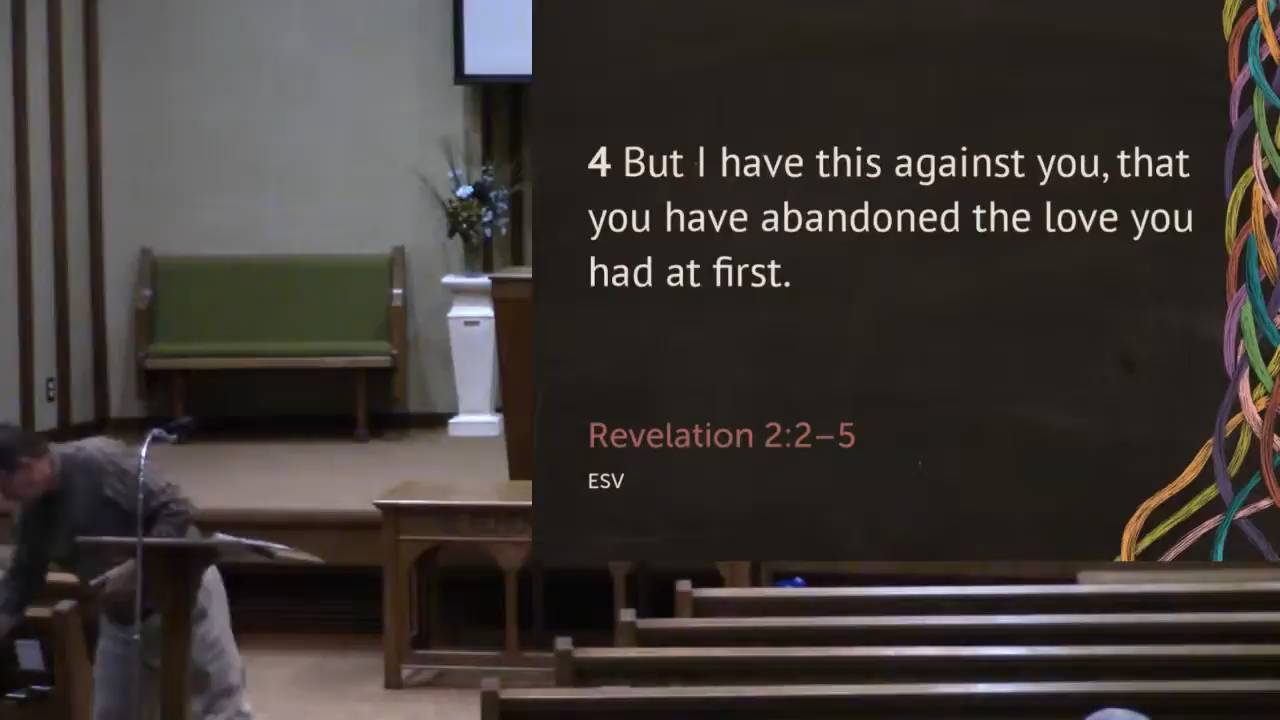 4 But I have this against you, that
you have abandoned the love you
had at first.
Revelation 2:2–5
ESV